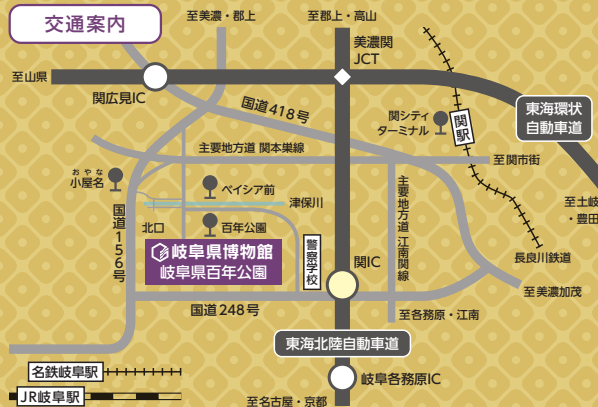 交通案内
至美濃・郡上
至郡上・高山
美濃関
JCT
至山県
関広見IC
国道418号
関シティ
ターミナル
関駅
東海環状
自動車道
主要地方道 関本巣線
至関市街
おやな
小屋名
ベイシア前
津保川
主要地方道 江南関線
至土岐
・豊田
国道156号
北口
百年公園
岐阜県博物館
岐阜県百年公園
警察学校
関IC
長良川鉄道
至美濃加茂
国道248号
至各務原・江南
東海北陸自動車道
名鉄岐阜駅
JR岐阜駅
岐阜各務原IC
至名古屋・京都